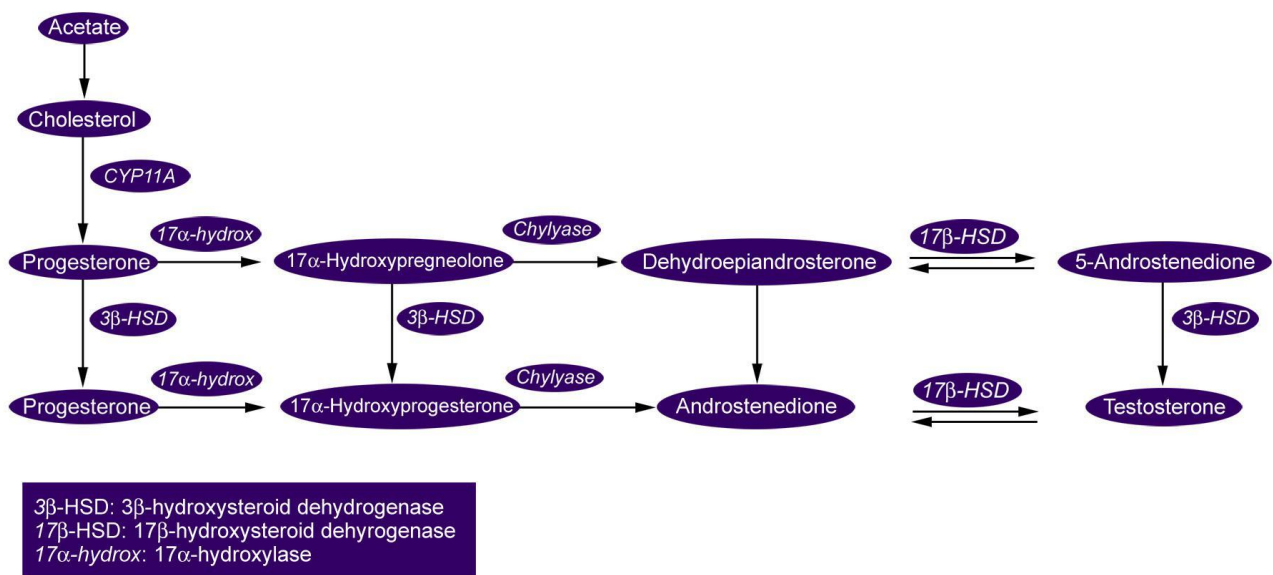 Acetate
Cholesterol
CYP11A
17α-hydrox
Chylyase
17β-HSD
Progesterone
17α-Hydroxypregneolone
Dehydroepiandrosterone
5-Androstenedione
3β-HSD
3β-HSD
3β-HSD
17α-hydrox
Chylyase
17β-HSD
Progesterone
17α-Hydroxyprogesterone
Androstenedione
Testosterone
3β-HSD: 3β-hydroxysteroid dehydrogenase
17β-HSD: 17β-hydroxysteroid dehyrogenase
17α-hydrox: 17α-hydroxylase